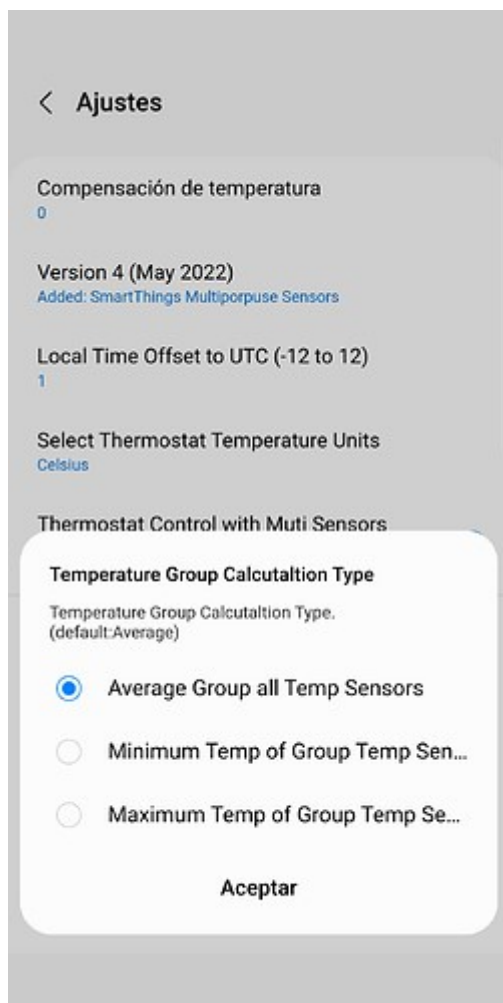 Ajustes
Compensación de temperatura
0
Version 4 (May 2022)
Added: SmartThings Multiporpuse Sensors
Local Time Offset to UTC (-12 to 12)
1
Select Thermostat Temperature Units
Celsius
Thermostat Control with Muti Sensors
Temperature Group Calcutaltion Type
Temperature Group Calcutaltion Type.
(default:Average)
Average Group all Temp Sensors
Minimum Temp of Group Temp Sen...
Maximum Temp of Group Temp Se...
Aceptar